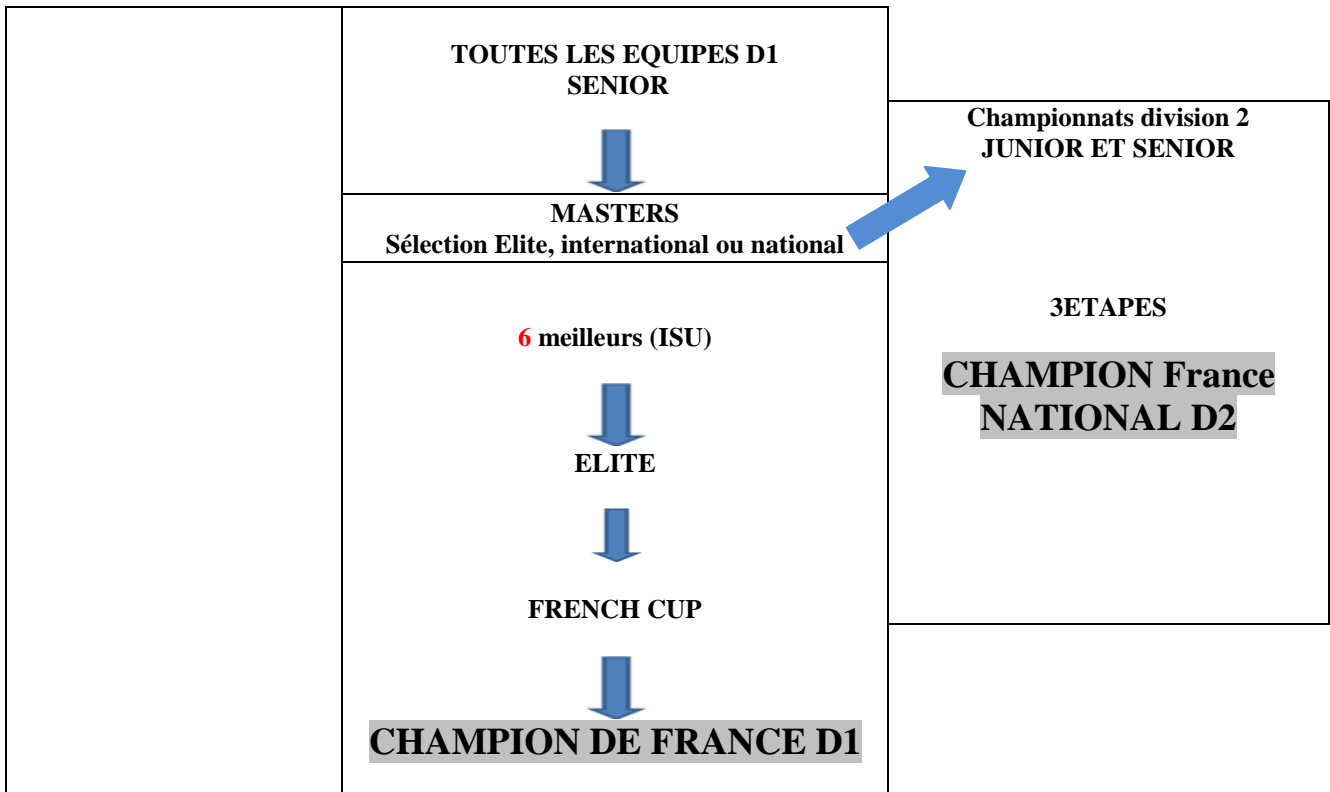 TOUTES LES EQUIPES D1
SENIOR
MASTERS
Sélection Elite, international ou national
6 meilleurs (ISU)
ELITE
FRENCH CUP
CHAMPION DE FRANCE D1
Championnats division 2
JUNIOR ET SENIOR
3ETAPES
CHAMPION France
NATIONAL D2